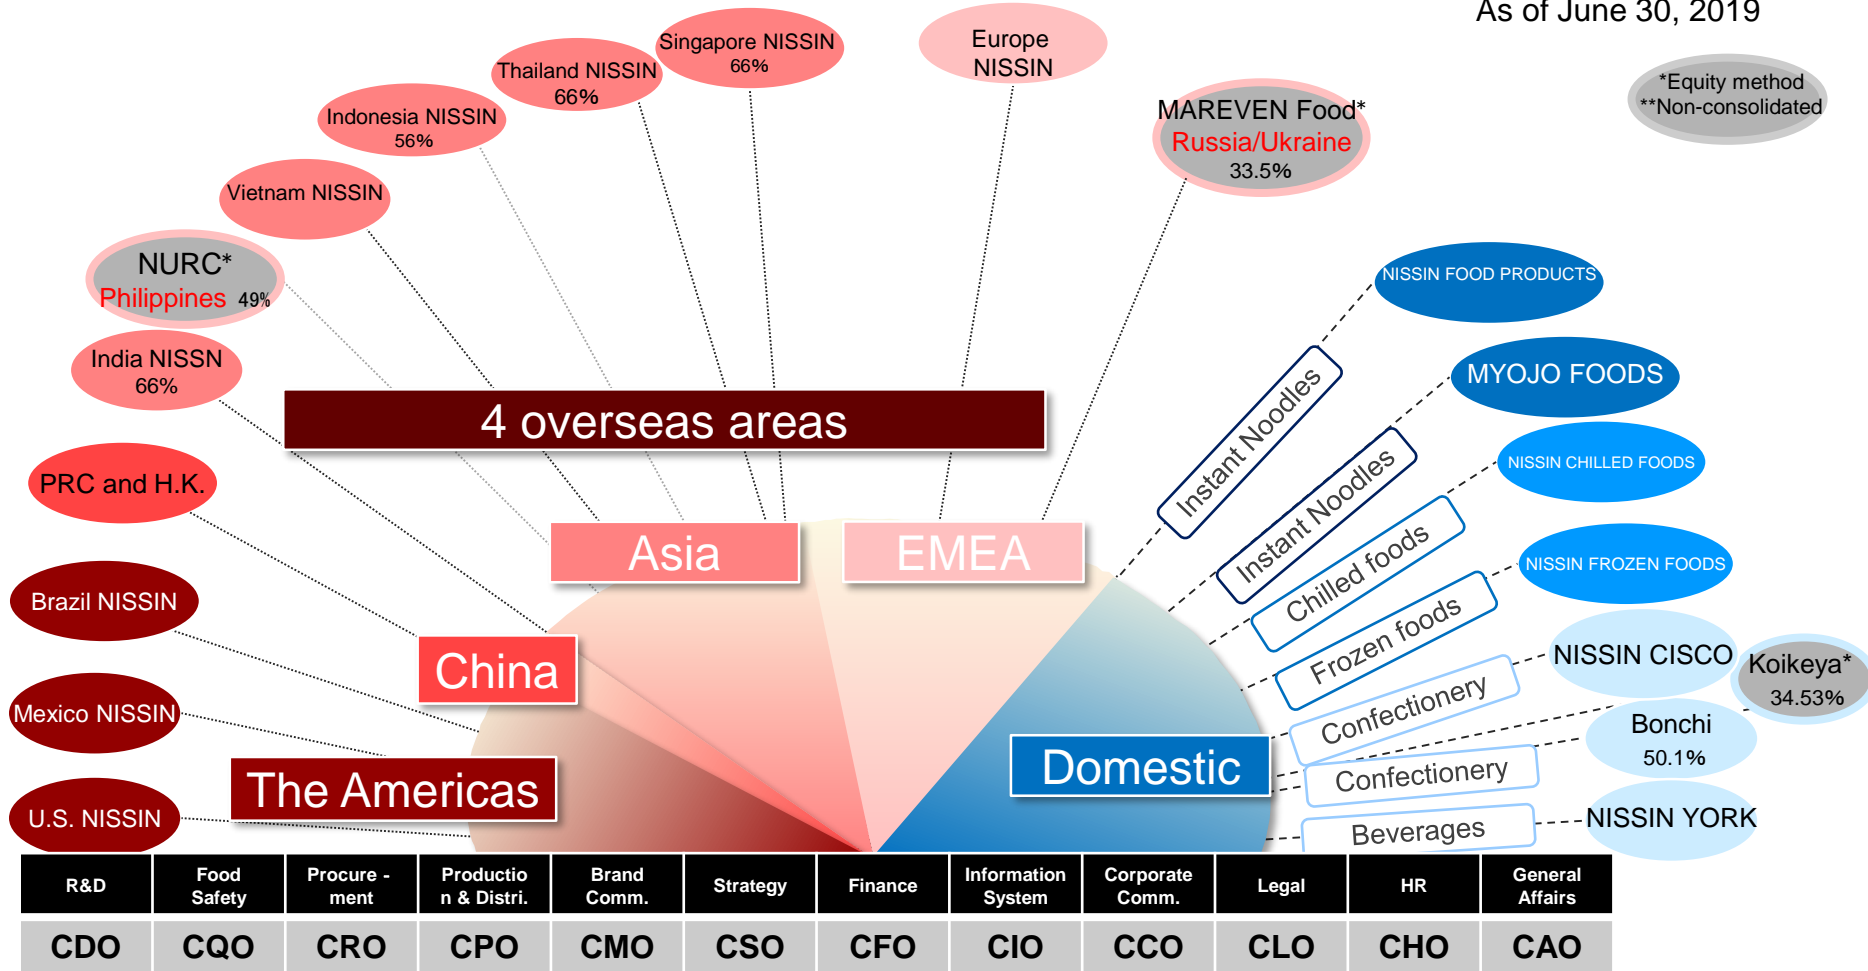 As of June 30, 2019
*Equity method
**Non-consolidated
Singapore NISSIN
66%
Thailand NISSIN
66%
Indonesia NISSIN
56%
Vietnam NISSIN
NURC*
Philippines 49%
India NISSN
66%
PRC and H.K.
Brazil NISSIN
Mexico NISSIN
U.S. NISSIN
Europe
NISSIN
MAREVEN Food*
Russia/Ukraine
33.5%
4 overseas areas
Asia
EMEA
China
The Americas
Domestic
Instant Noodles
NISSIN FOOD PRODUCTS
Instant Noodles
MYOJO FOODS
Chilled foods
NISSIN CHILLED FOODS
Frozen foods
NISSIN FROZEN FOODS
Confectionery
NISSIN CISCO
Koikeya*
34.53%
Confectionery
Bonchi
50.1%
Beverages
NISSIN YORK
R&D
Food
Safety
Procure -
ment
Productio
n & Distri.
Brand
Comm.
Strategy
Finance
Information
System
Corporate
Comm.
Legal
HR
General
Affairs
CDO
CQO
CRO
CPO
CMO
CSO
CFO
CIO
CCO
CLO
CHO
CAO